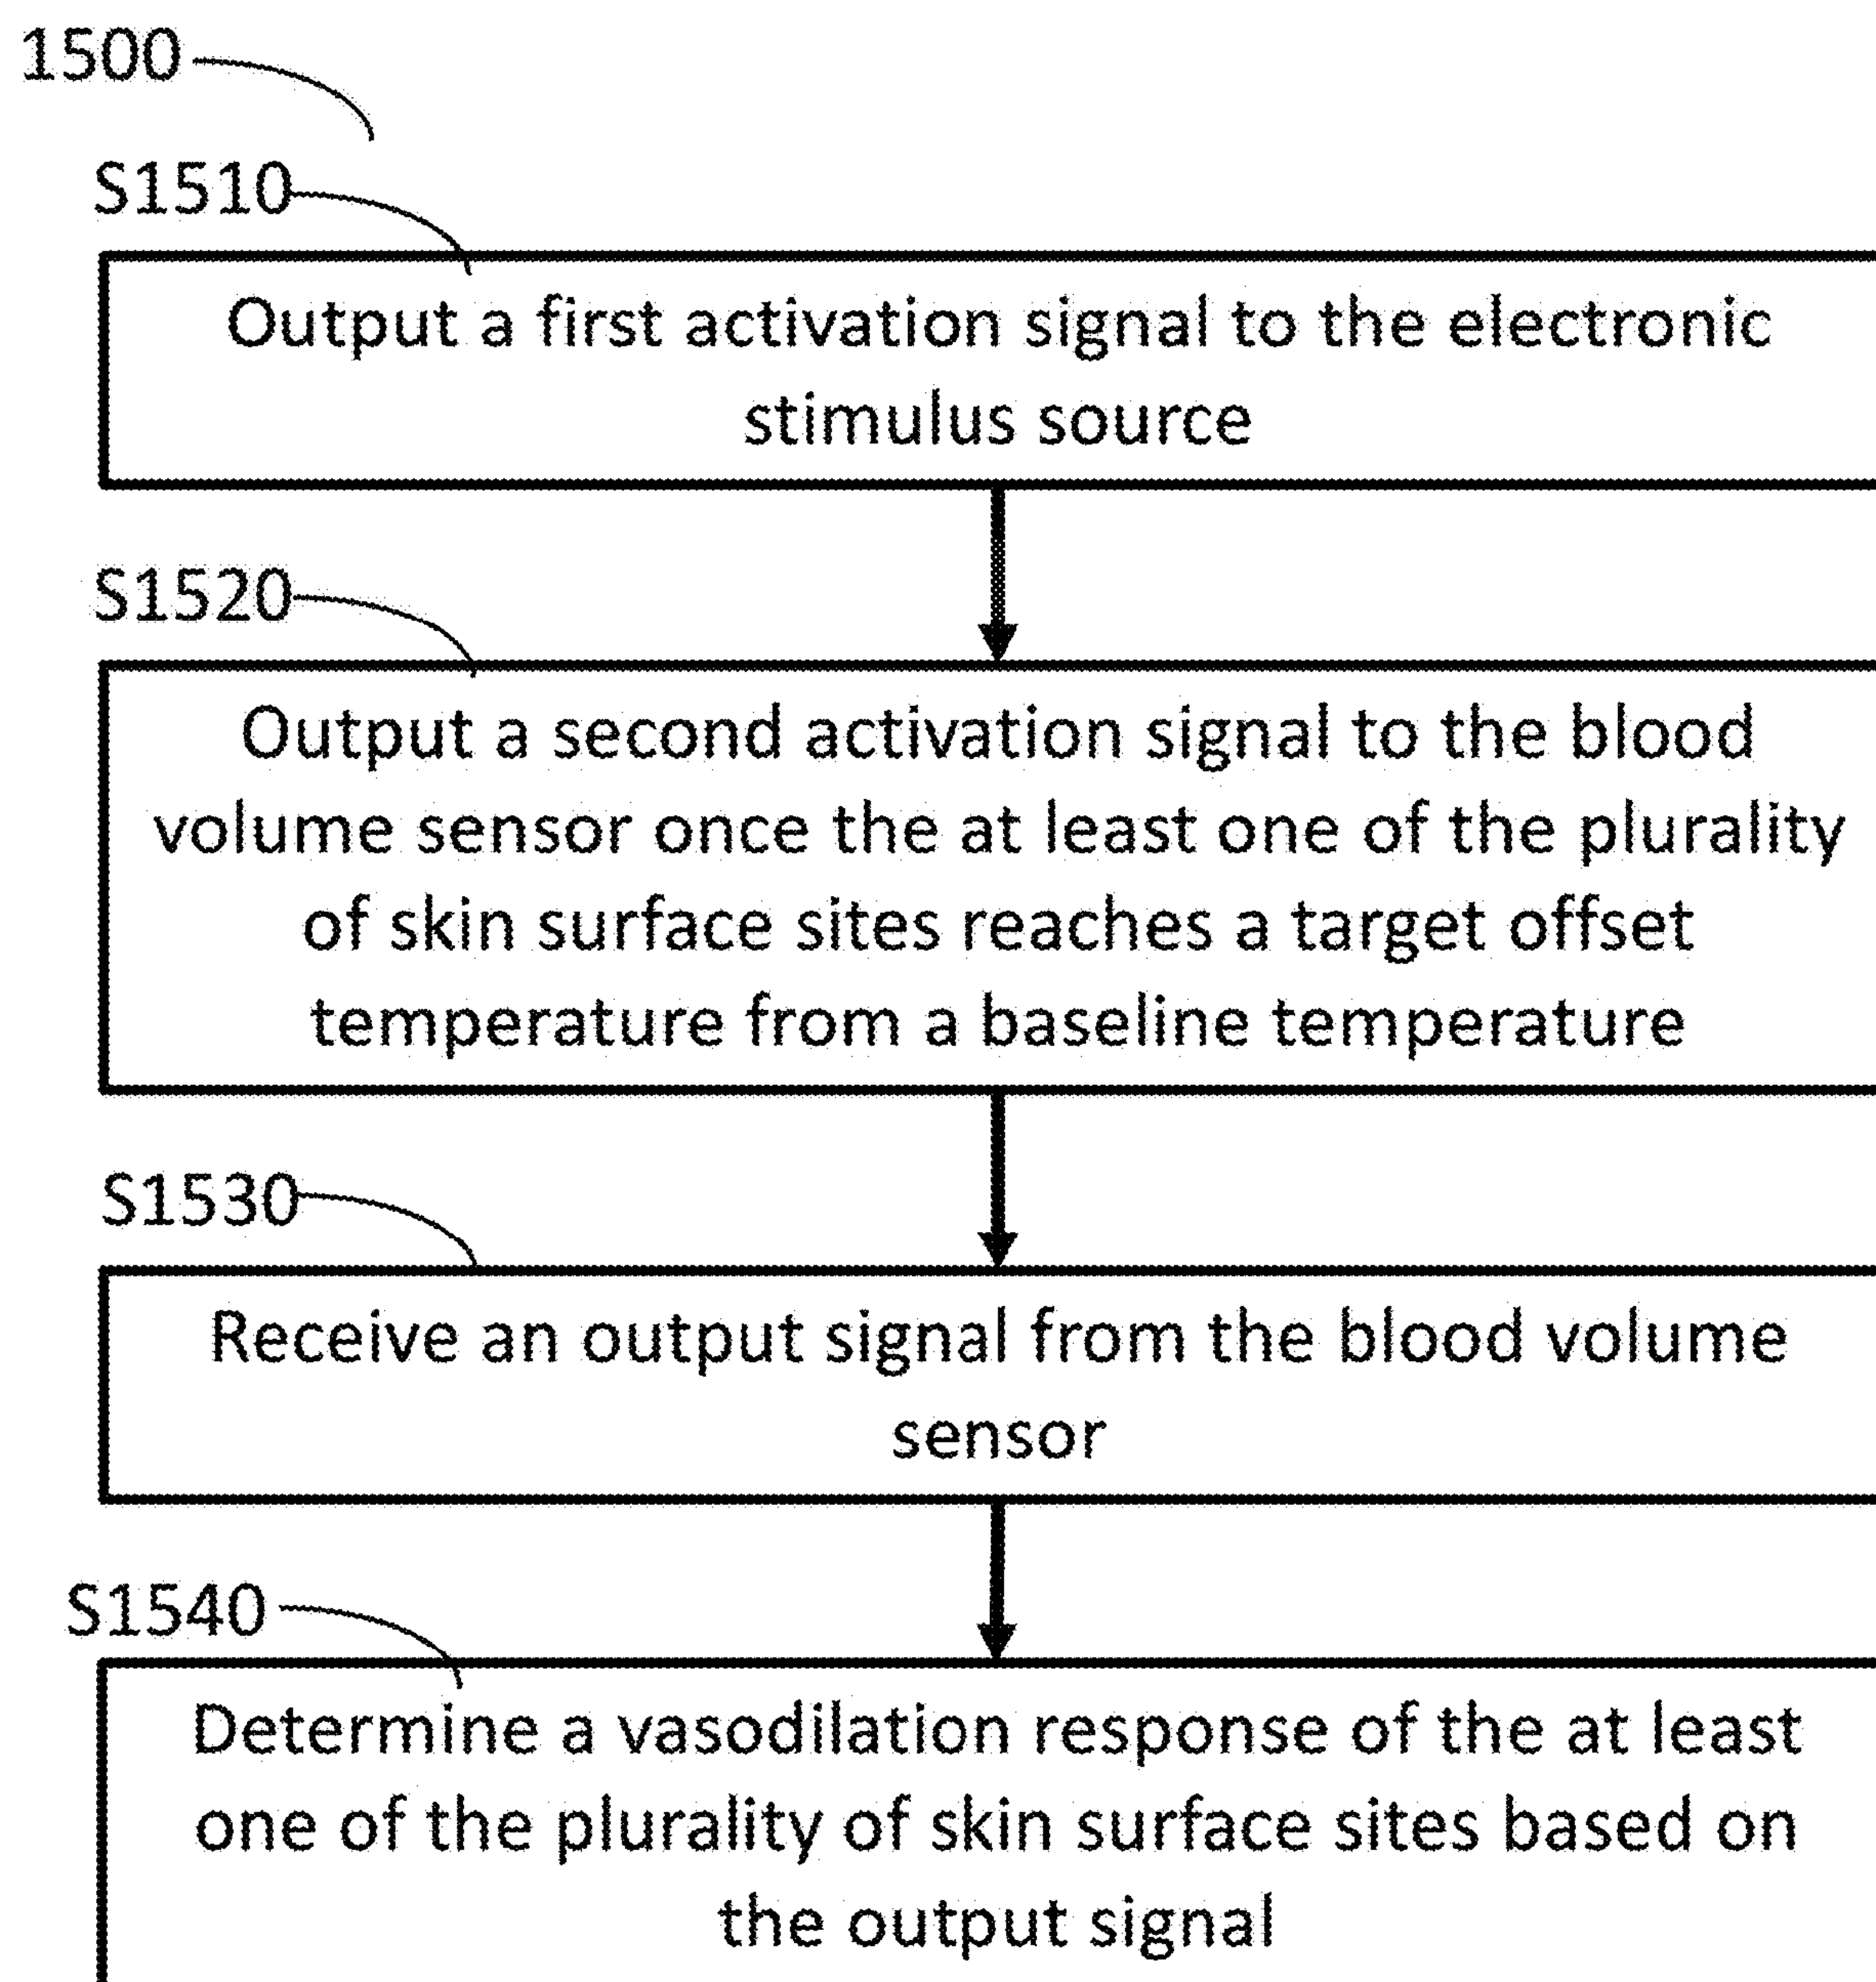 1500
S1510
Output a first activation signal to the electronic
stimulus source
S1520
Output a second activation signal to the blood
volume sensor once the at least one of the plurality
of skin surface sites reaches a target offset
temperature from a baseline temperature
S1530
Receive an output signal from the blood volume
sensor
S1540
Determine a vasodilation response of the at least
one of the plurality of skin surface sites based on
the output signal